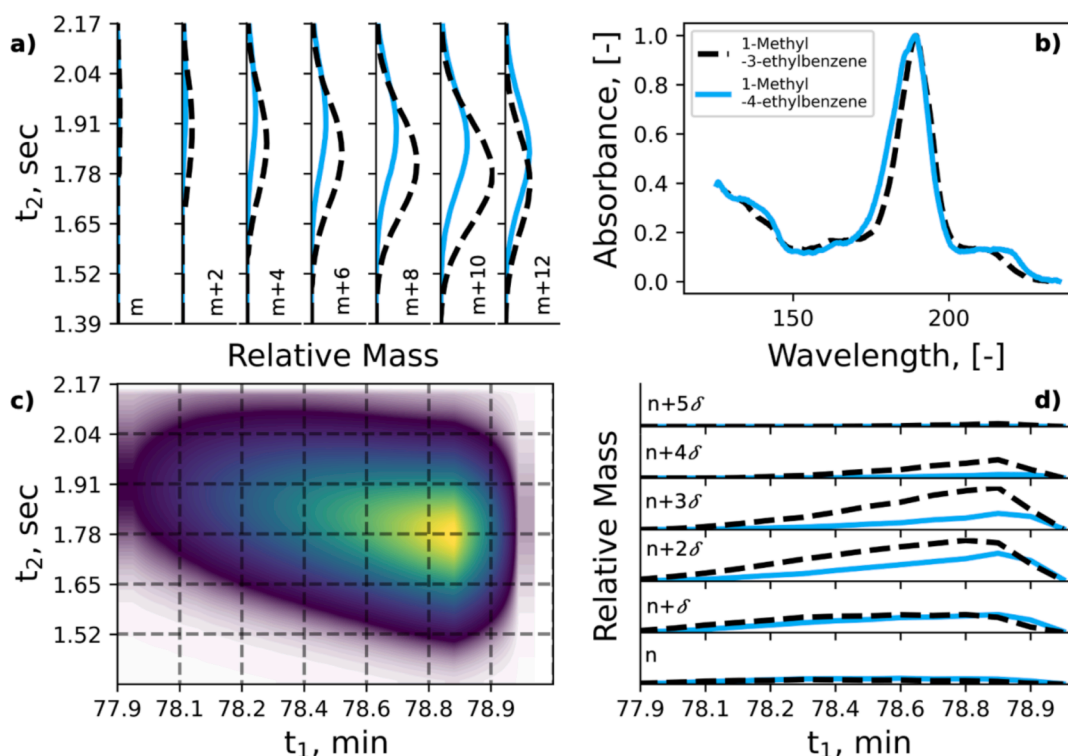 a)
2.17
2.04
1.91
1.78
1.65
1.52
1.39
t2, sec
m
m+2
m+4
m+6
m+8
m+10
m+12
Relative Mass
b)
1.0
0.8
0.6
0.4
0.2
0.0
Absorbance, [-]
1-Methyl
-3-ethylbenzene
1-Methyl
-4-ethylbenzene
150
200
Wavelength, [-]
c)
2.17
2.04
1.91
1.78
1.65
1.52
t2, sec
77.9
78.1
78.2
78.4
78.6
78.8
78.9
t1, min
d)
Relative Mass
n+5δ
n+4δ
n+3δ
n+2δ
n+δ
n
77.9
78.1
78.2
78.4
78.6
78.8
78.9
t1, min